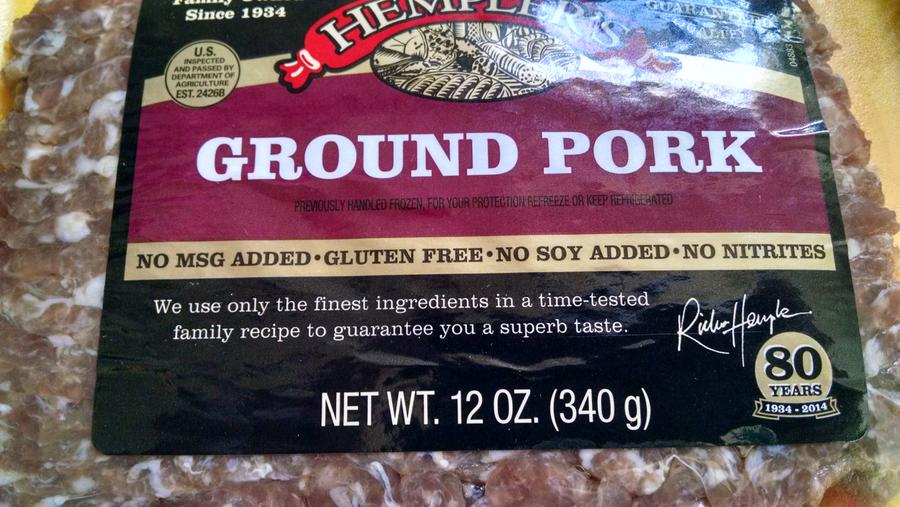 Since 1934
HEMPLER'S
GUARANTEED
QUALITY
U.S.
INSPECTED
AND PASSED BY
DEPARTMENT OF
AGRICULTURE
EST. 2426B
GROUND PORK
PREVIOUSLY HANDLED FROZEN, FOR YOUR PROTECTION REFREEZE OR KEEP REFRIGERATED
NO MSG ADDED•GLUTEN FREE•NO SOY ADDED•NO NITRITES
We use only the finest ingredients in a time-tested
family recipe to guarantee you a superb taste.
80
YEARS
1934 - 2014
NET WT. 12 OZ. (340 g)